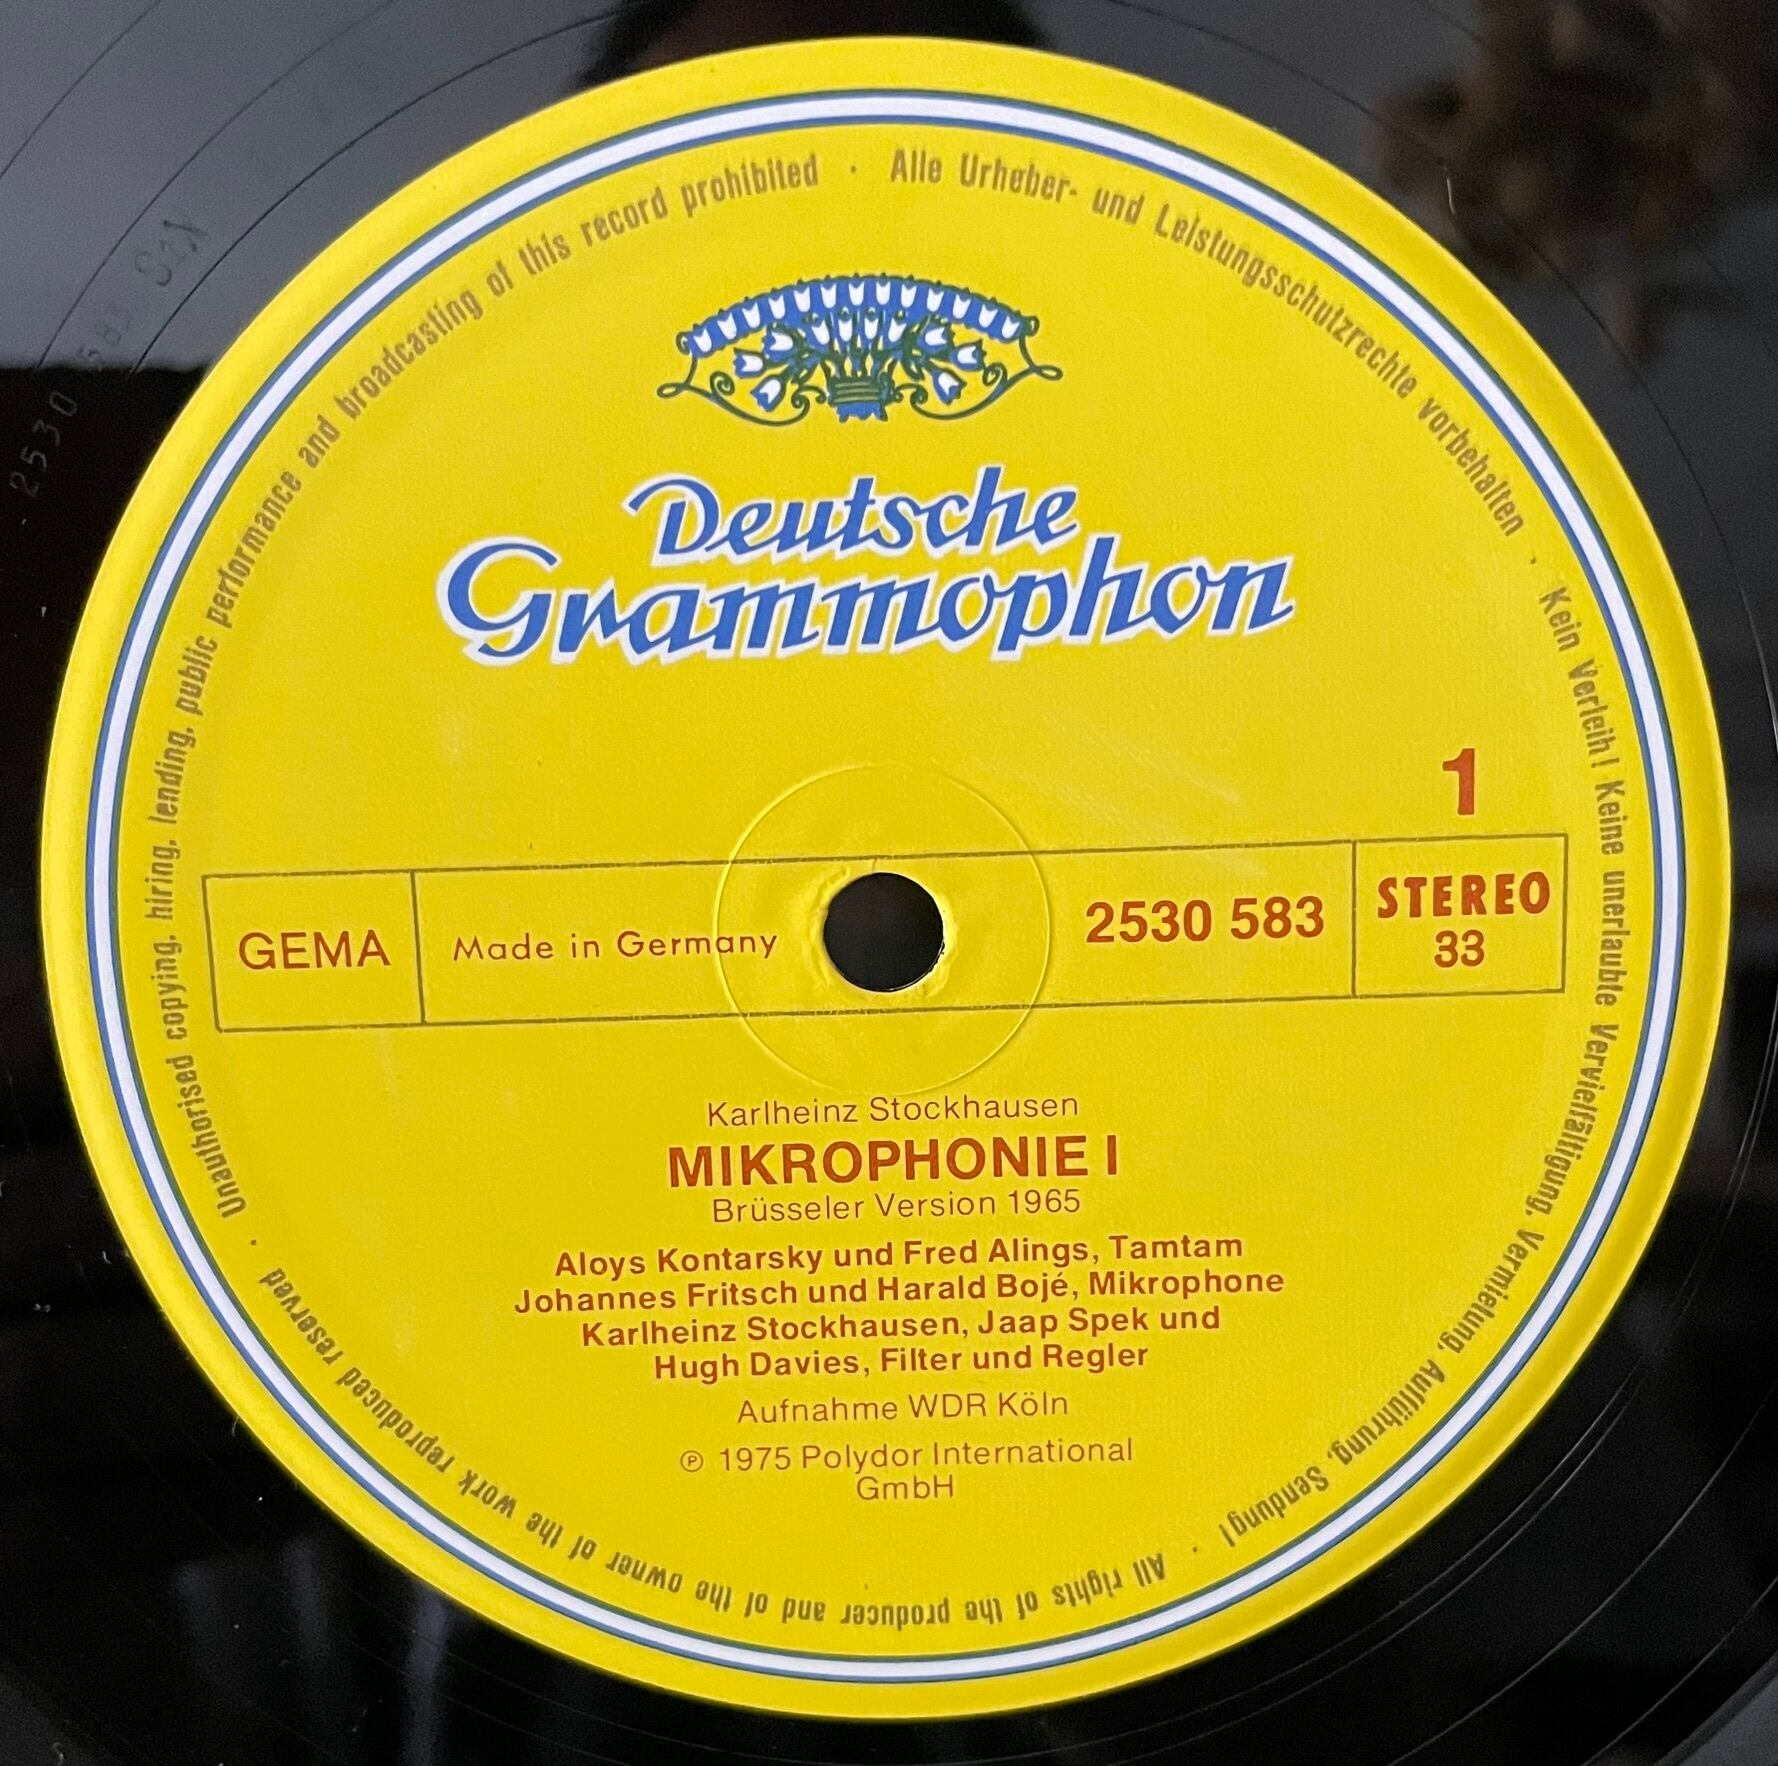 Unauthorised copying, hiring, lending, public performance and broadcasting of this record prohibited · Alle Urheber- und Leistungsschutzrechte vorbehalten · Kein Verleih! Keine unerlaubte Vervielfältigung, Vermietung, Aufführung, Sendung! · All rights of the producer and of the owner of the work reproduced reserved ·
Deutsche
Grammophon
1
GEMA
Made in Germany
2530 583
STEREO
33
Karlheinz Stockhausen
MIKROPHONIE I
Brüsseler Version 1965
Aloys Kontarsky und Fred Alings, Tamtam
Johannes Fritsch und Harald Bojé, Mikrophone
Karlheinz Stockhausen, Jaap Spek und
Hugh Davies, Filter und Regler
Aufnahme WDR Köln
℗ 1975 Polydor International
GmbH
2530 583